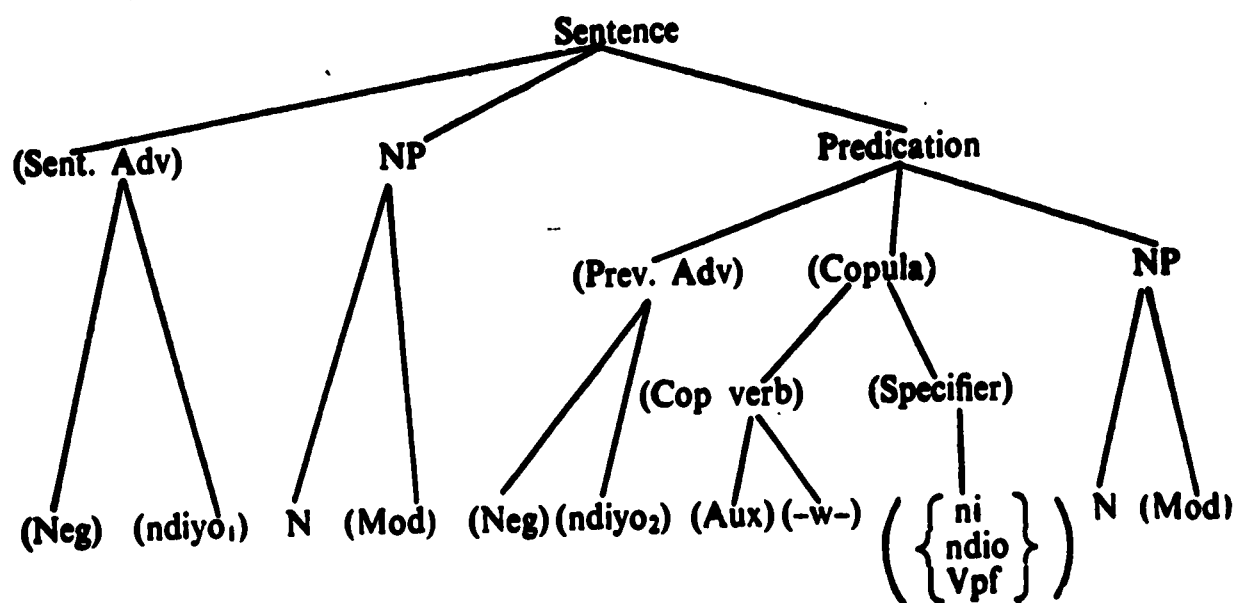 Sentence
(Sent. Adv) NP Predication
(Prev. Adv) (Copula) NP
(Cop verb) (Specifier)
(Neg) (ndiyo₁) N (Mod) (Neg) (ndiyo₂) (Aux) (-w-) ( { ni } ) N (Mod)
ndio
Vpf